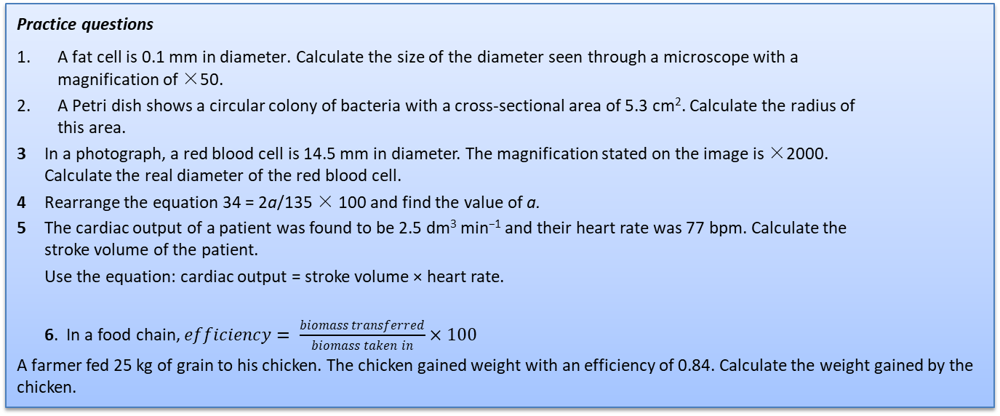 Practice questions
1. A fat cell is 0.1 mm in diameter. Calculate the size of the diameter seen through a microscope with a
magnification of ×50.
2. A Petri dish shows a circular colony of bacteria with a cross-sectional area of 5.3 cm². Calculate the radius of
this area.
3 In a photograph, a red blood cell is 14.5 mm in diameter. The magnification stated on the image is ×2000.
Calculate the real diameter of the red blood cell.
4 Rearrange the equation 34 = 2a/135 × 100 and find the value of a.
5 The cardiac output of a patient was found to be 2.5 dm³ min⁻¹ and their heart rate was 77 bpm. Calculate the
stroke volume of the patient.
Use the equation: cardiac output = stroke volume × heart rate.
6. In a food chain, efficiency = biomass transferred / biomass taken in × 100
A farmer fed 25 kg of grain to his chicken. The chicken gained weight with an efficiency of 0.84. Calculate the weight gained by the
chicken.